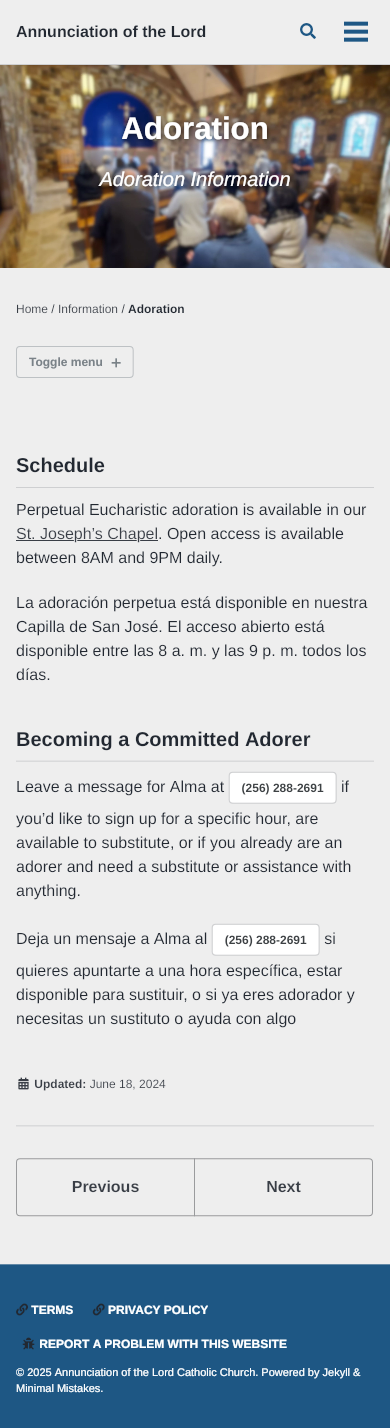 Annunciation of the Lord
Adoration
Adoration Information
Home / Information / Adoration
Toggle menu +
Schedule
Perpetual Eucharistic adoration is available in our
St. Joseph’s Chapel. Open access is available
between 8AM and 9PM daily.
La adoración perpetua está disponible en nuestra
Capilla de San José. El acceso abierto está
disponible entre las 8 a. m. y las 9 p. m. todos los
días.
Becoming a Committed Adorer
Leave a message for Alma at (256) 288-2691 if
you’d like to sign up for a specific hour, are
available to substitute, or if you already are an
adorer and need a substitute or assistance with
anything.
Deja un mensaje a Alma al (256) 288-2691 si
quieres apuntarte a una hora específica, estar
disponible para sustituir, o si ya eres adorador y
necesitas un sustituto o ayuda con algo
Updated: June 18, 2024
Previous
Next
TERMS
PRIVACY POLICY
REPORT A PROBLEM WITH THIS WEBSITE
© 2025 Annunciation of the Lord Catholic Church. Powered by Jekyll &
Minimal Mistakes.